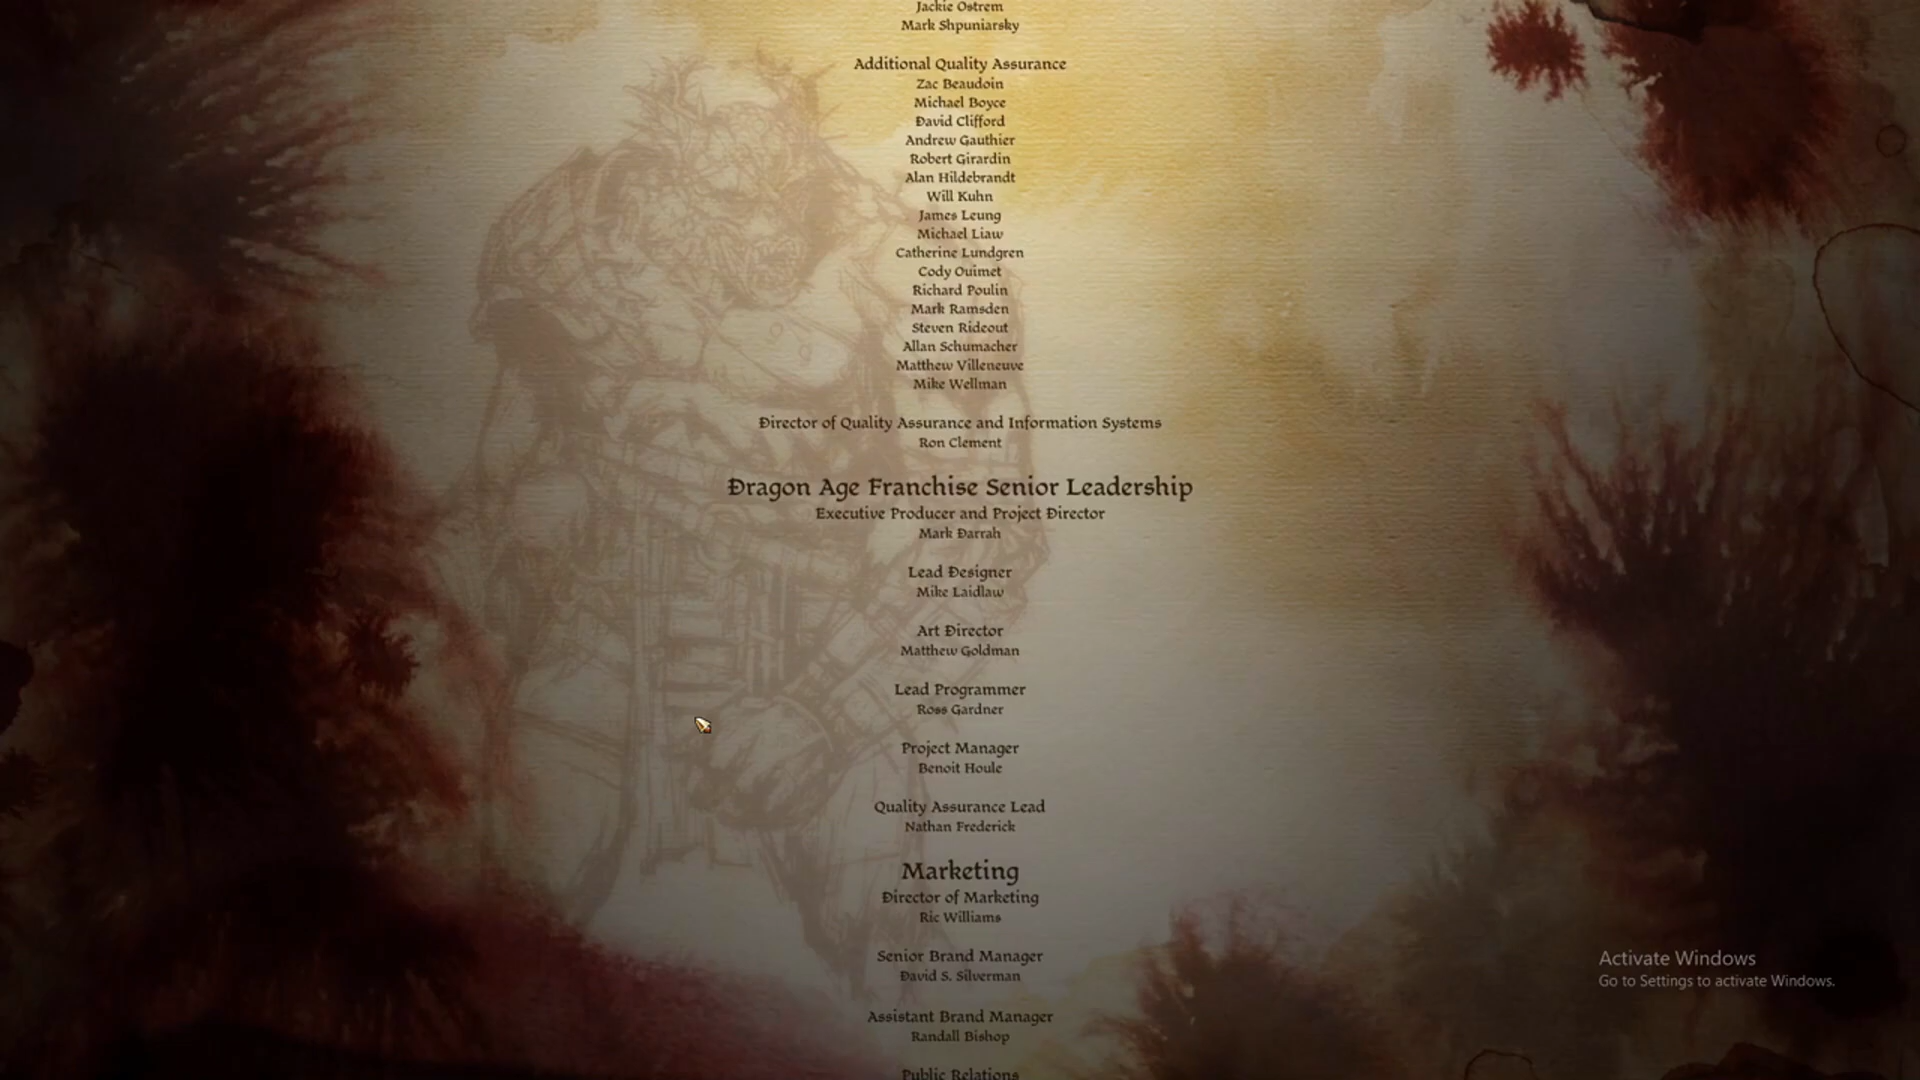 Jackie Ostrem
Mark Shpuniarsky
Additional Quality Assurance
Zac Beaudoin
Michael Boyce
David Clifford
Andrew Gauthier
Robert Girardin
Alan Hildebrandt
Will Kuhn
James Leung
Michael Liaw
Catherine Lundgren
Cody Ouimet
Richard Poulin
Mark Ramsden
Steven Rideout
Allan Schumacher
Matthew Villeneuve
Mike Wellman
Director of Quality Assurance and Information Systems
Ron Clement
Dragon Age Franchise Senior Leadership
Executive Producer and Project Director
Mark Darrah
Lead Designer
Mike Laidlaw
Art Director
Matthew Goldman
Lead Programmer
Ross Gardner
Project Manager
Benoit Houle
Quality Assurance Lead
Nathan Frederick
Marketing
Director of Marketing
Ric Williams
Senior Brand Manager
David S. Silverman
Assistant Brand Manager
Randall Bishop
Public Relations
Activate Windows
Go to Settings to activate Windows.